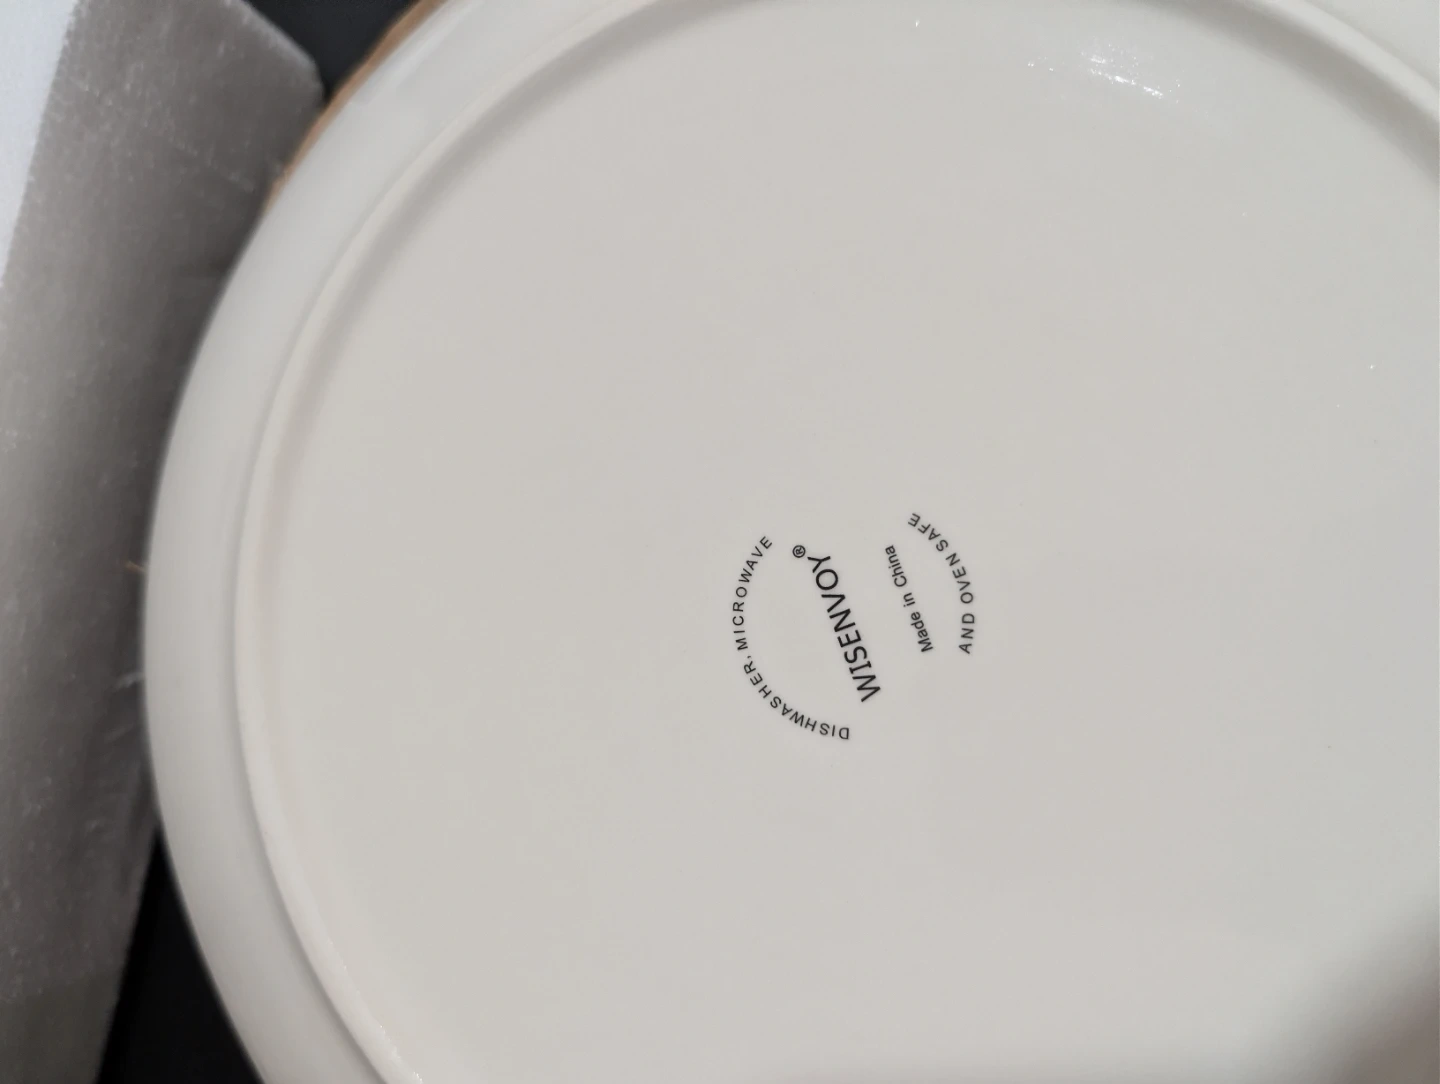 DISHWASHER, MICROWAVE
WISENVOY®
Made in China
AND OVEN SAFE